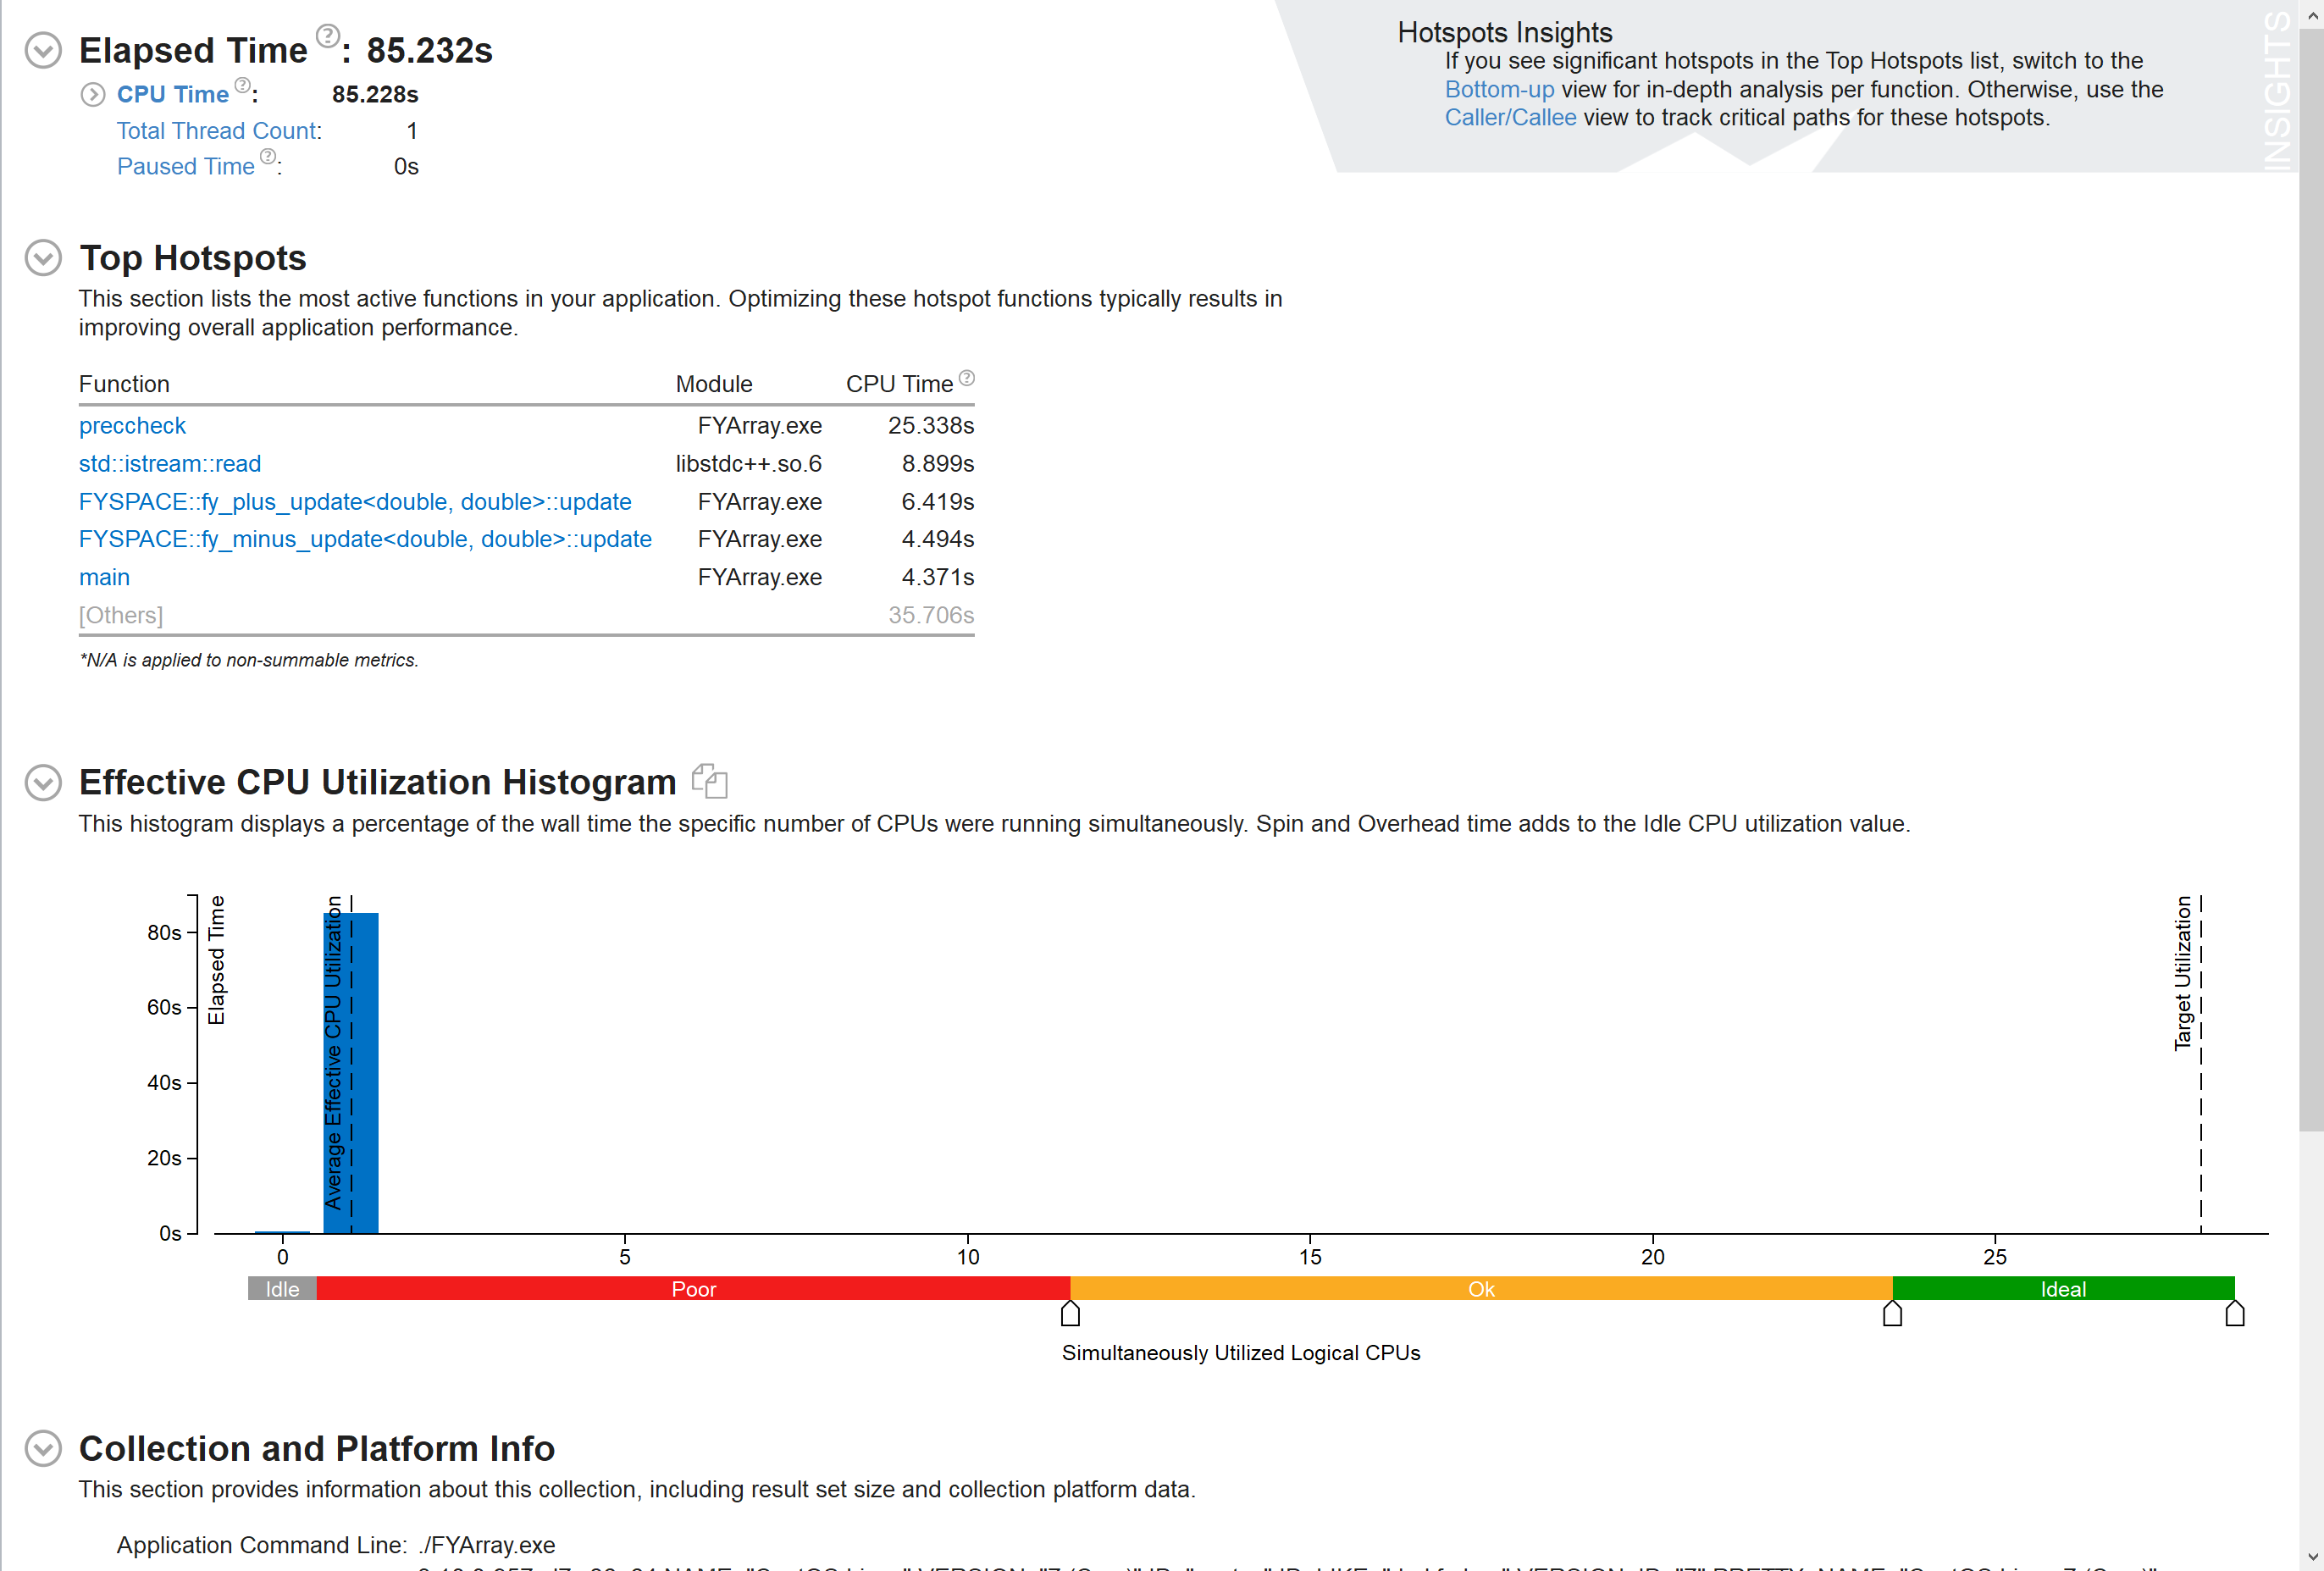 Elapsed Time ? : 85.232s
CPU Time ? : 85.228s
Total Thread Count: 1
Paused Time ? : 0s
Hotspots Insights
If you see significant hotspots in the Top Hotspots list, switch to the
Bottom-up view for in-depth analysis per function. Otherwise, use the
Caller/Callee view to track critical paths for these hotspots.
INSIGHTS
Top Hotspots
This section lists the most active functions in your application. Optimizing these hotspot functions typically results in
improving overall application performance.
Function Module CPU Time ?
preccheck FYArray.exe 25.338s
std::istream::read libstdc++.so.6 8.899s
FYSPACE::fy_plus_update<double, double>::update FYArray.exe 6.419s
FYSPACE::fy_minus_update<double, double>::update FYArray.exe 4.494s
main FYArray.exe 4.371s
[Others] 35.706s
*N/A is applied to non-summable metrics.
Effective CPU Utilization Histogram
This histogram displays a percentage of the wall time the specific number of CPUs were running simultaneously. Spin and Overhead time adds to the Idle CPU utilization value.
80s
60s
40s
20s
0s
Elapsed Time
Average Effective CPU Utilization
Target Utilization
0 5 10 15 20 25
Idle Poor Ok Ideal
Simultaneously Utilized Logical CPUs
Collection and Platform Info
This section provides information about this collection, including result set size and collection platform data.
Application Command Line: ./FYArray.exe